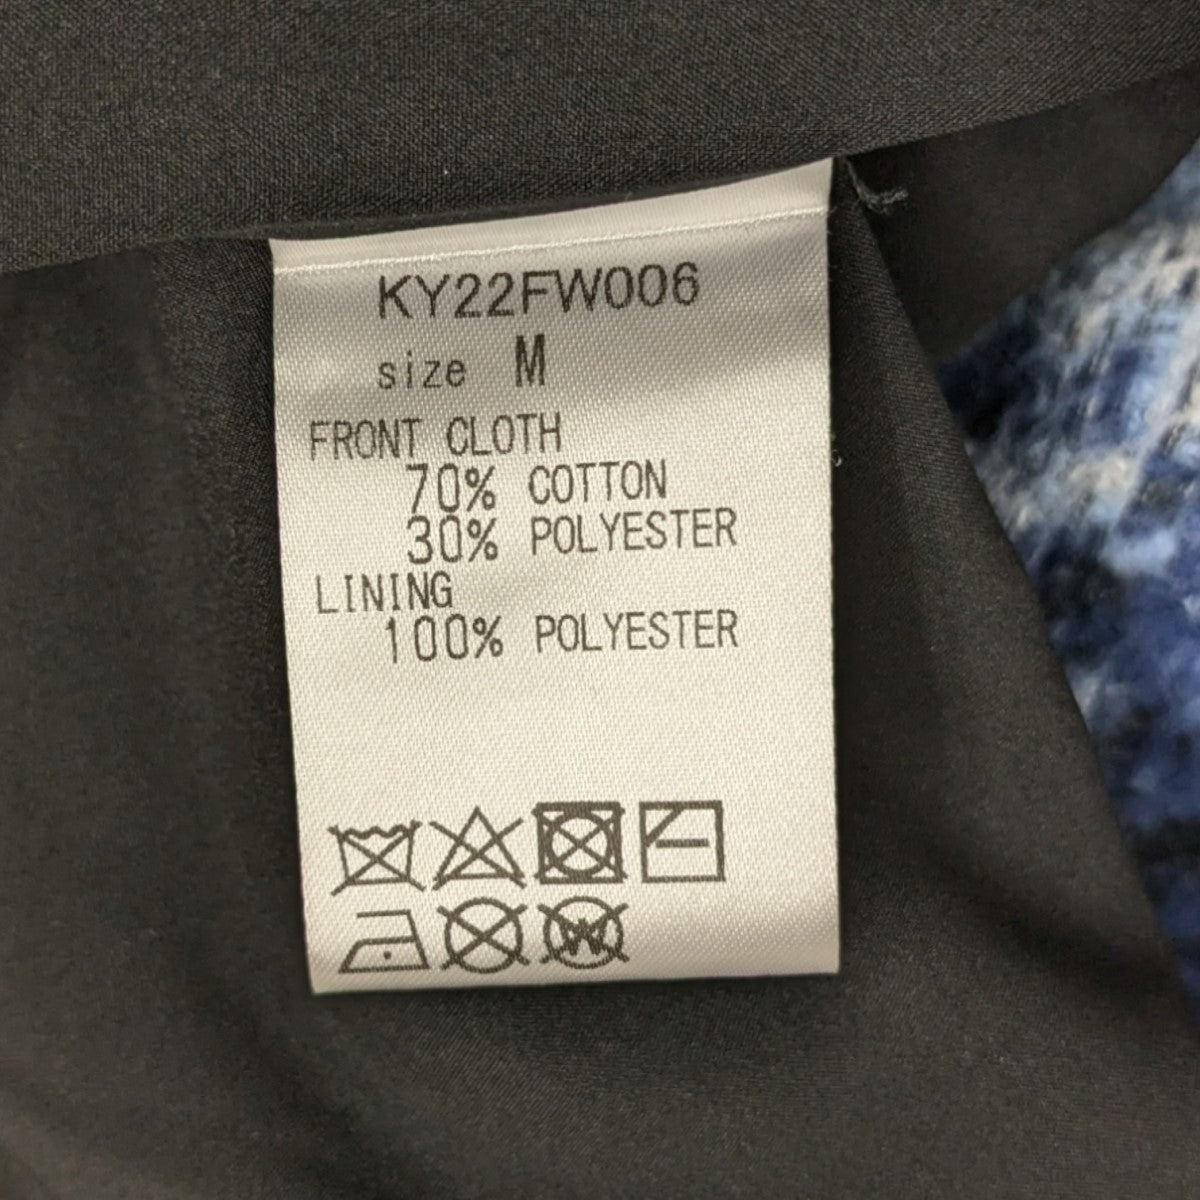 KY22FW006
size M
FRONT CLOTH
70% COTTON
30% POLYESTER
LINING
100% POLYESTER
W